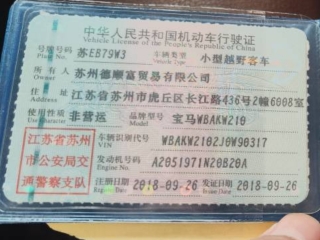 中华人民共和国机动车行驶证
Vehicle License of the People's Republic of China
号牌号码 苏EB79W3 车辆类型 小型越野客车
Plate No. Vehicle Type
所有人 苏州德顺富贸易有限公司
Owner
住址 江苏省苏州市虎丘区长江路436号2幢6008室
Address
使用性质 非营运 品牌型号 宝马WBAKW210
Use Character Model
江苏省苏州 车辆识别代号 WBAKW2102J0W90317
VIN
市公安局交 发动机号码 A2051971N20B20A
Engine No.
通警察支队 注册日期 2018-09-26 发证日期 2018-09-26
Register Date Issue Date